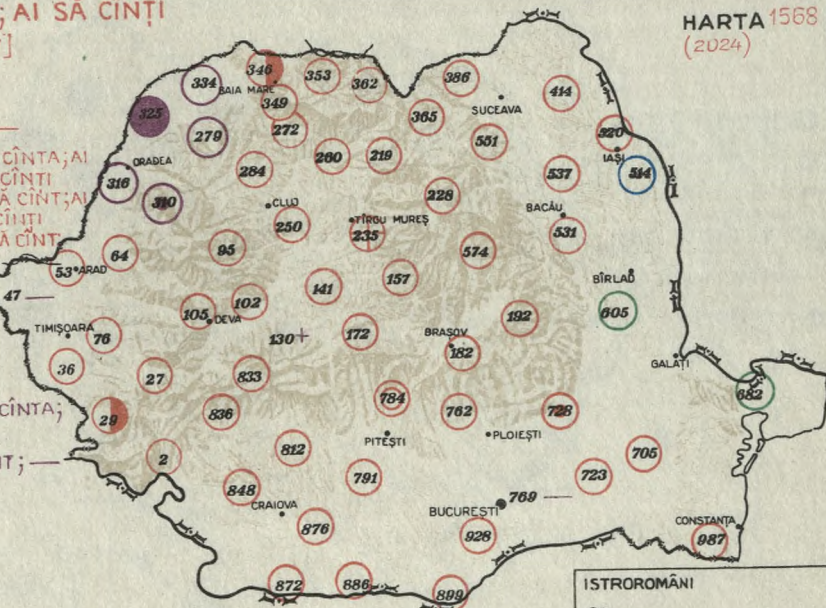 ; AI SĂ CÎNȚI
]
HARTA 1568
(2024)
346
334
353
362
386
BAIA MARE
414
349
SUCEAVA
325
365
272
520
279
551
IAȘI
CÎNTA; AI
ORADEA
260
219
CÎNȚI
284
537
514
316
Ă CÎNT; AI
310
228
CÎNȚI
CLUJ
BACĂU
Ă CÎNT
TÎRGU MUREȘ
250
235
531
95
574
64
53
ARAD
157
BÎRLAD
141
47
102
605
105
192
DEVA
TIMIȘOARA
76
130
172
BRAȘOV
182
GALAȚI
36
27
833
682
784
CÎNTA;
29
836
762
728
PITEȘTI
PLOIEȘTI
NT;
2
812
705
791
723
848
CRAIOVA
BUCUREȘTI
769
876
CONSTANȚA
928
987
872
886
899
ISTROROMÂNI